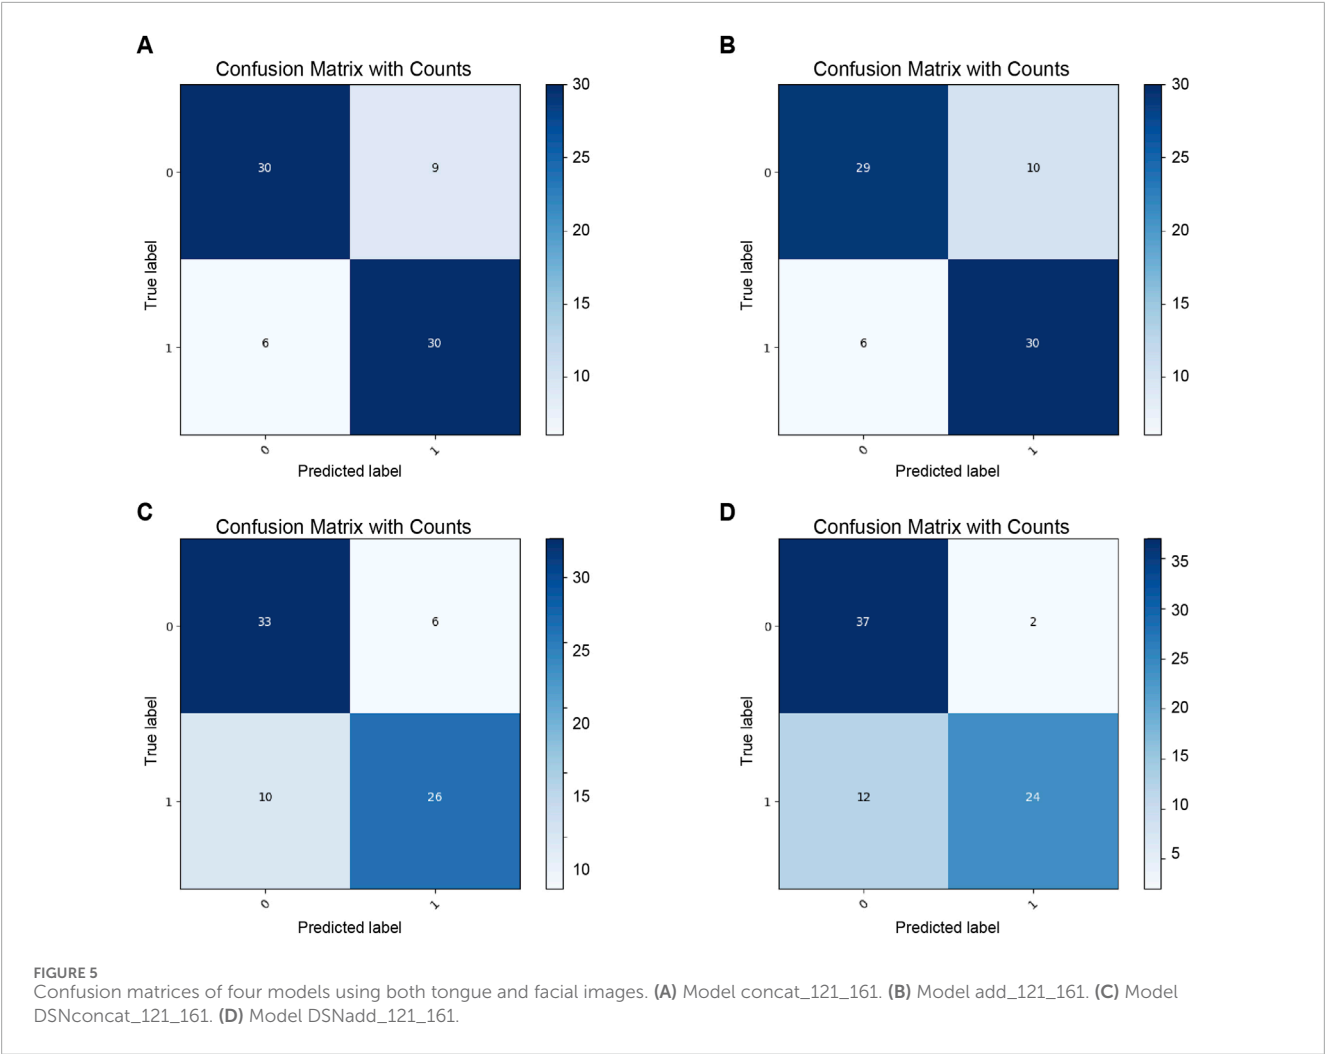 A
Confusion Matrix with Counts
30
9
6
30
0
1
True label
0
1
Predicted label
30
25
20
15
10
B
Confusion Matrix with Counts
29
10
6
30
0
1
True label
0
1
Predicted label
30
25
20
15
10
C
Confusion Matrix with Counts
33
6
10
26
0
1
True label
0
1
Predicted label
30
25
20
15
10
D
Confusion Matrix with Counts
37
2
12
24
0
1
True label
0
1
Predicted label
35
30
25
20
15
10
5
FIGURE 5
Confusion matrices of four models using both tongue and facial images. (A) Model concat_121_161. (B) Model add_121_161. (C) Model
DSNconcat_121_161. (D) Model DSNadd_121_161.